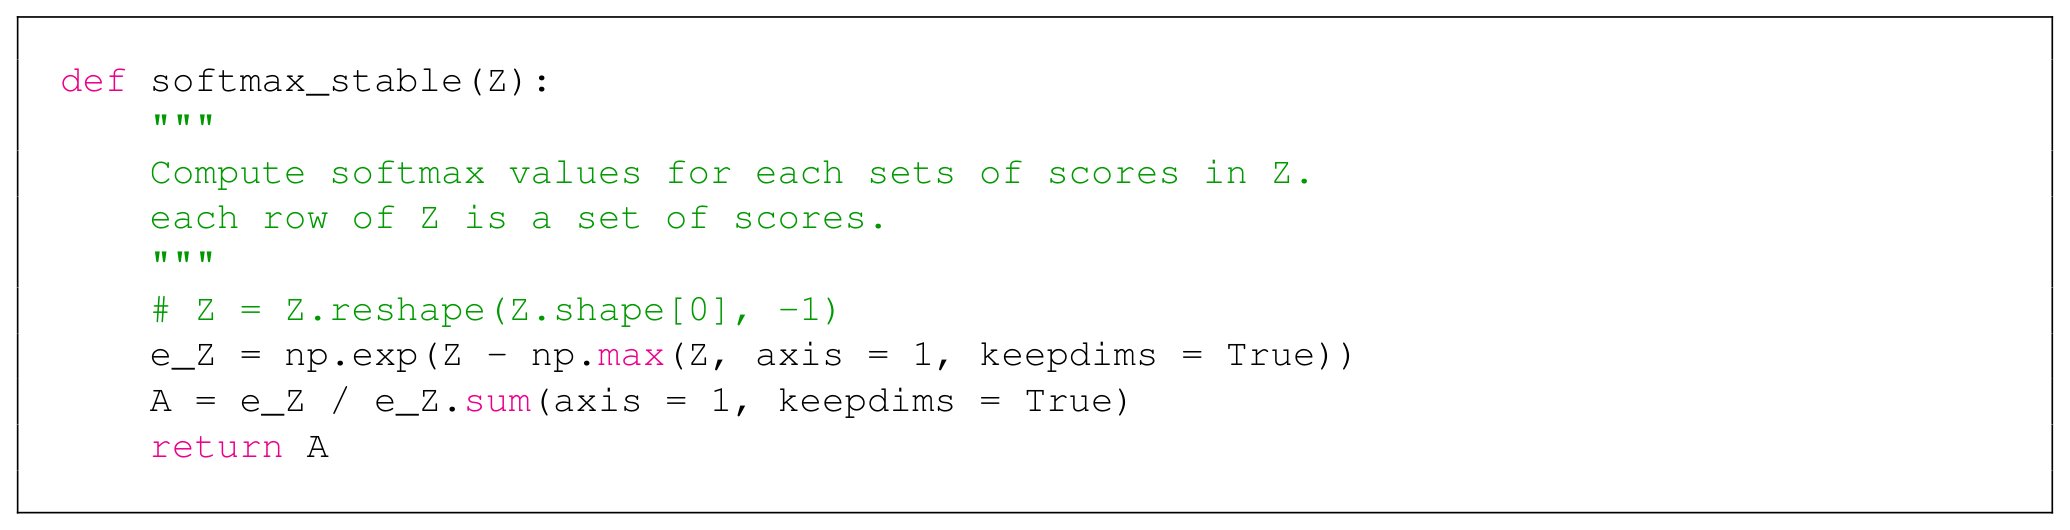 def softmax_stable(Z):
    """
    Compute softmax values for each sets of scores in Z.
    each row of Z is a set of scores.
    """
    # Z = Z.reshape(Z.shape[0], -1)
    e_Z = np.exp(Z - np.max(Z, axis = 1, keepdims = True))
    A = e_Z / e_Z.sum(axis = 1, keepdims = True)
    return A